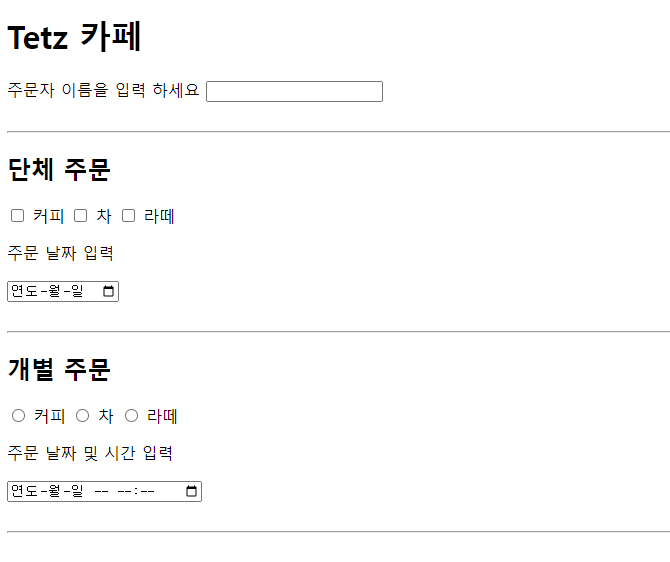 Tetz 카페
주문자 이름을 입력 하세요
단체 주문
커피 차 라떼
주문 날짜 입력
연도-월-일
개별 주문
커피 차 라떼
주문 날짜 및 시간 입력
연도-월-일 -- --:--